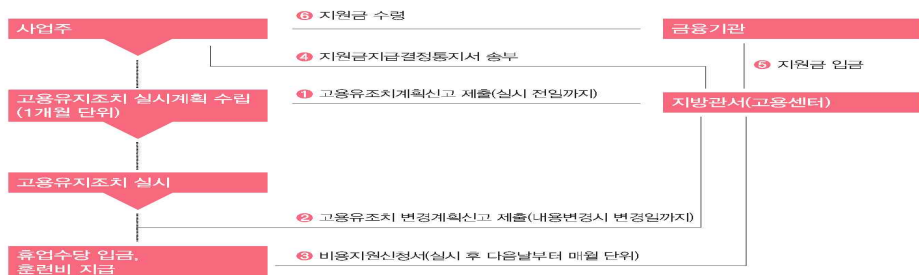 ❻ 지원금 수령
사업주
금융기관
❹ 지원금지급결정통지서 송부
❺ 지원금 입금
❶ 고용유조치계획신고 제출(실시 전일까지)
고용유지조치 실시계획 수립
(1개월 단위)
지방관서(고용센터)
고용유지조치 실시
❷ 고용유조치 변경계획신고 제출(내용변경시 변경일까지)
휴업수당 입금,
훈련비 지급
❸ 비용지원신청서(실시 후 다음날부터 매월 단위)